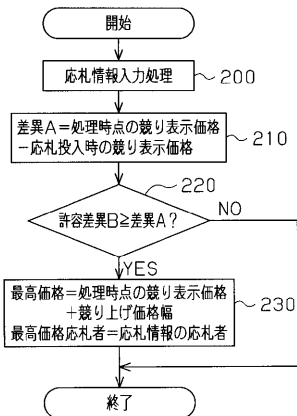 開始
応札情報入力処理
200
差異A=処理時点の競り表示価格
-応札投入時の競り表示価格
210
220
許容差異B≧差異A?
NO
YES
最高価格=処理時点の競り表示価格
+競り上げ価格幅
最高価格応札者=応札情報の応札者
230
終了